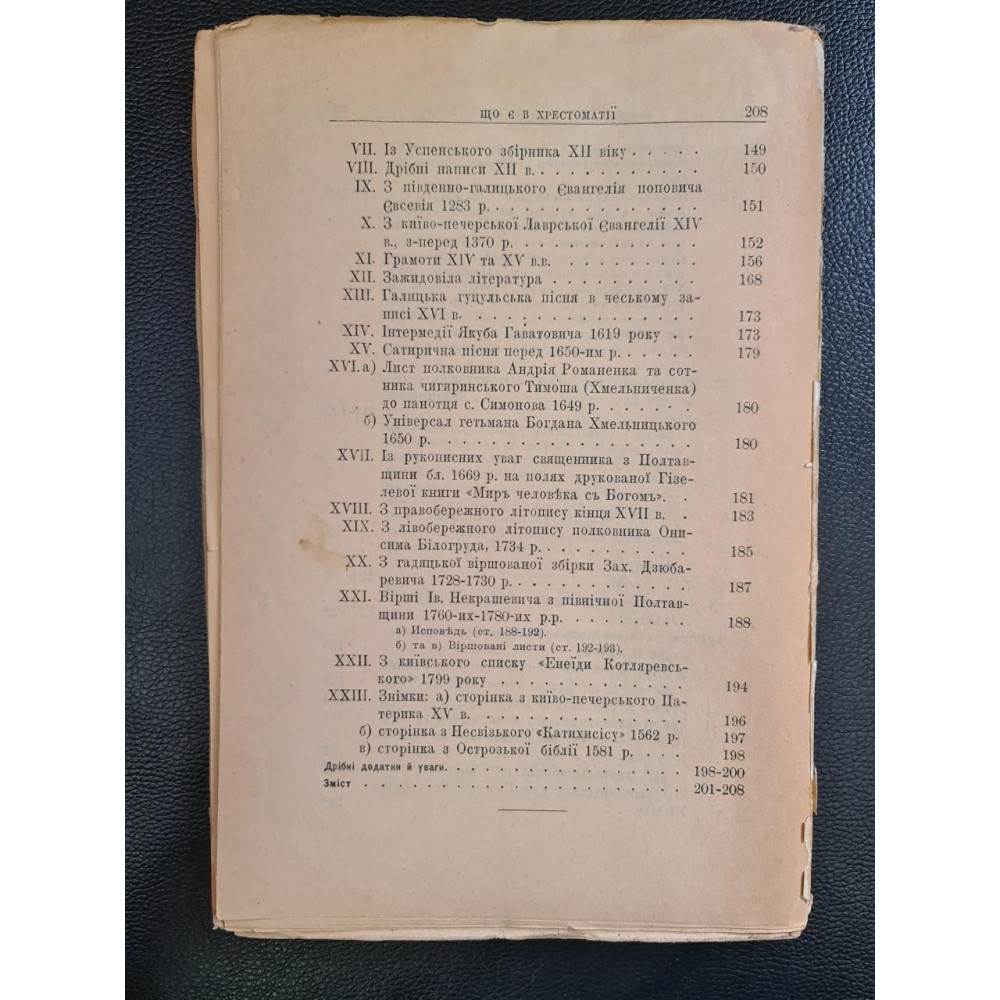 ЩО Є В ХРЕСТОМАТІЇ 208
VII. Із Успенського збірника XII віку . . . . . 149
VIII. Дрібні написи XII в. . . . . . . . . . . . . 150
IX. З південно-галицького Євангелія поповича
Євсевія 1283 р. . . . . . . . . . . . . . . 151
X. З київо-печерської Лаврської Євангелії XIV
в., з-перед 1370 р. . . . . . . . . . . . . 152
XI. Грамоти XIV та XV в.в. . . . . . . . . . 156
XII. Зажидовіла література . . . . . . . . . . 168
XIII. Галицька гуцульська пісня в чеському за-
писі XVI в. . . . . . . . . . . . . . . . . 173
XIV. Інтермедії Якуба Гаватовича 1619 року . . 173
XV. Сатирична пісня перед 1650-им р. . . . . . 179
XVI. а) Лист полковника Андрія Романенка та сот-
ника чигиринського Тимоша (Хмельниченка)
до панотця с. Симонова 1649 р. . . . . . . 180
б) Універсал гетьмана Богдана Хмельницького
1650 р. . . . . . . . . . . . . . . . . . . 180
XVII. Із рукописних уваг священника з Полтав-
щини бл. 1669 р. на полях друкованої Гізе-
левої книги «Миръ человѣка съ Богомъ». . 181
XVIII. З правобережного літопису кінця XVII в. . 183
XIX. З лівобережного літопису полковника Они-
сима Білогруда, 1734 р. . . . . . . . . . . 185
XX. З гадяцької віршованої збірки Зах. Дзюба-
ревича 1728-1730 р. . . . . . . . . . . . . 187
XXI. Вірші Ів. Некрашевича з північної Полтав-
щини 1760-их-1780-их р.р. . . . . . . . . . 188
а) Исповѣдь (ст. 188-192).
б) та в) Віршовані листи (ст. 192-193).
XXII. З київського списку «Енеїди Котляревсь-
кого» 1799 року . . . . . . . . . . . . . 194
XXIII. Знімки: а) сторінка з київо-печерського Па-
терика XV в. . . . . . . . . . . . . . . . 196
б) сторінка з Несвізького «Катихисісу» 1562 р. 197
в) сторінка з Острозької біблії 1581 р. . . . . 198
Дрібні додатки й уваги. . . . . . . . . . . . . . . . . 198-200
Зміст . . . . . . . . . . . . . . . . . . . . . . . 201-208